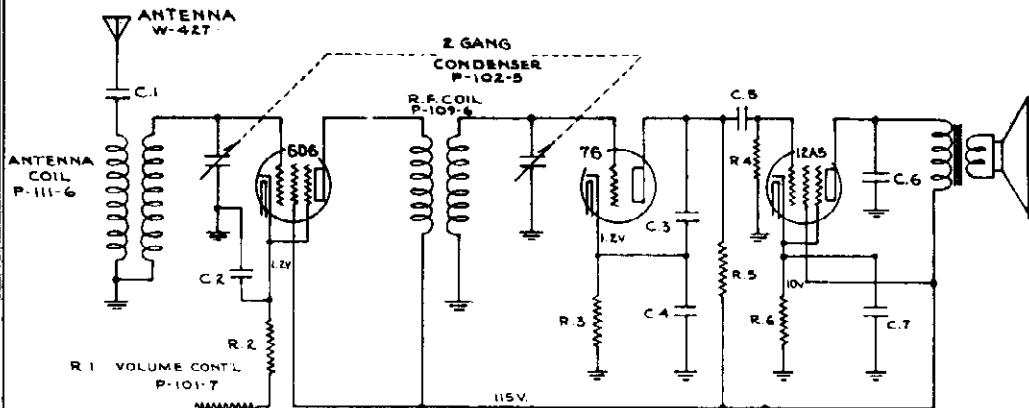 ANTENNA
W-427
2 GANG
CONDENSER
P-102-5
C.1
R.F. COIL
P-109-6
C.5
ANTENNA
COIL
P-111-6
6D6
76
R4
12A5
C.6
C.2
1.2V
1.2V
C.3
R.5
10V
R.2
R.3
C.4
R.6
C.7
R.1 VOLUME CONT'L
P-101-7
115V.